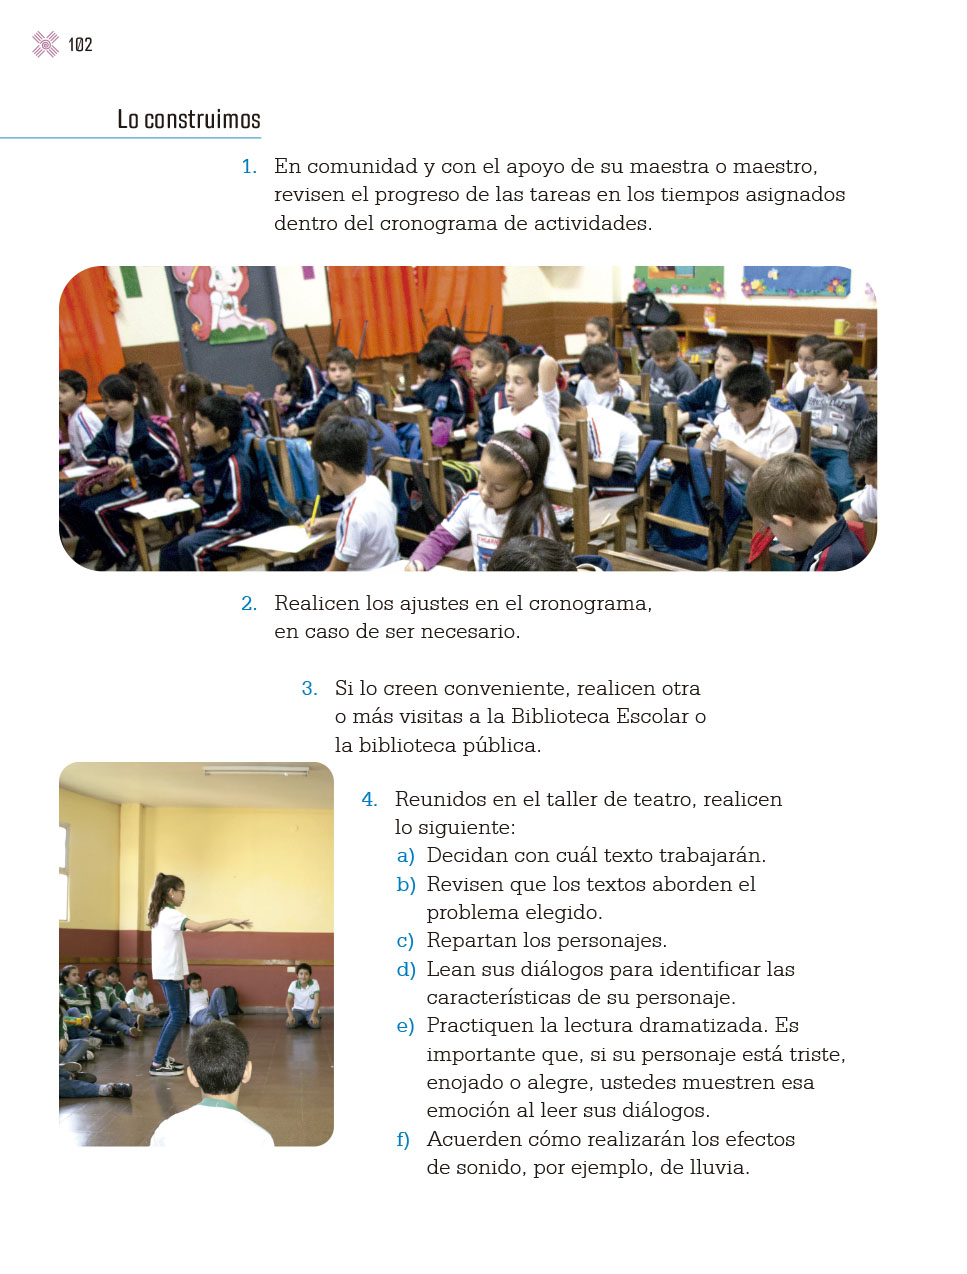 102
Lo construimos
1. En comunidad y con el apoyo de su maestra o maestro,
revisen el progreso de las tareas en los tiempos asignados
dentro del cronograma de actividades.
2. Realicen los ajustes en el cronograma,
en caso de ser necesario.
3. Si lo creen conveniente, realicen otra
o más visitas a la Biblioteca Escolar o
la biblioteca pública.
4. Reunidos en el taller de teatro, realicen
lo siguiente:
a) Decidan con cuál texto trabajarán.
b) Revisen que los textos aborden el
problema elegido.
c) Repartan los personajes.
d) Lean sus diálogos para identificar las
características de su personaje.
e) Practiquen la lectura dramatizada. Es
importante que, si su personaje está triste,
enojado o alegre, ustedes muestren esa
emoción al leer sus diálogos.
f) Acuerden cómo realizarán los efectos
de sonido, por ejemplo, de lluvia.